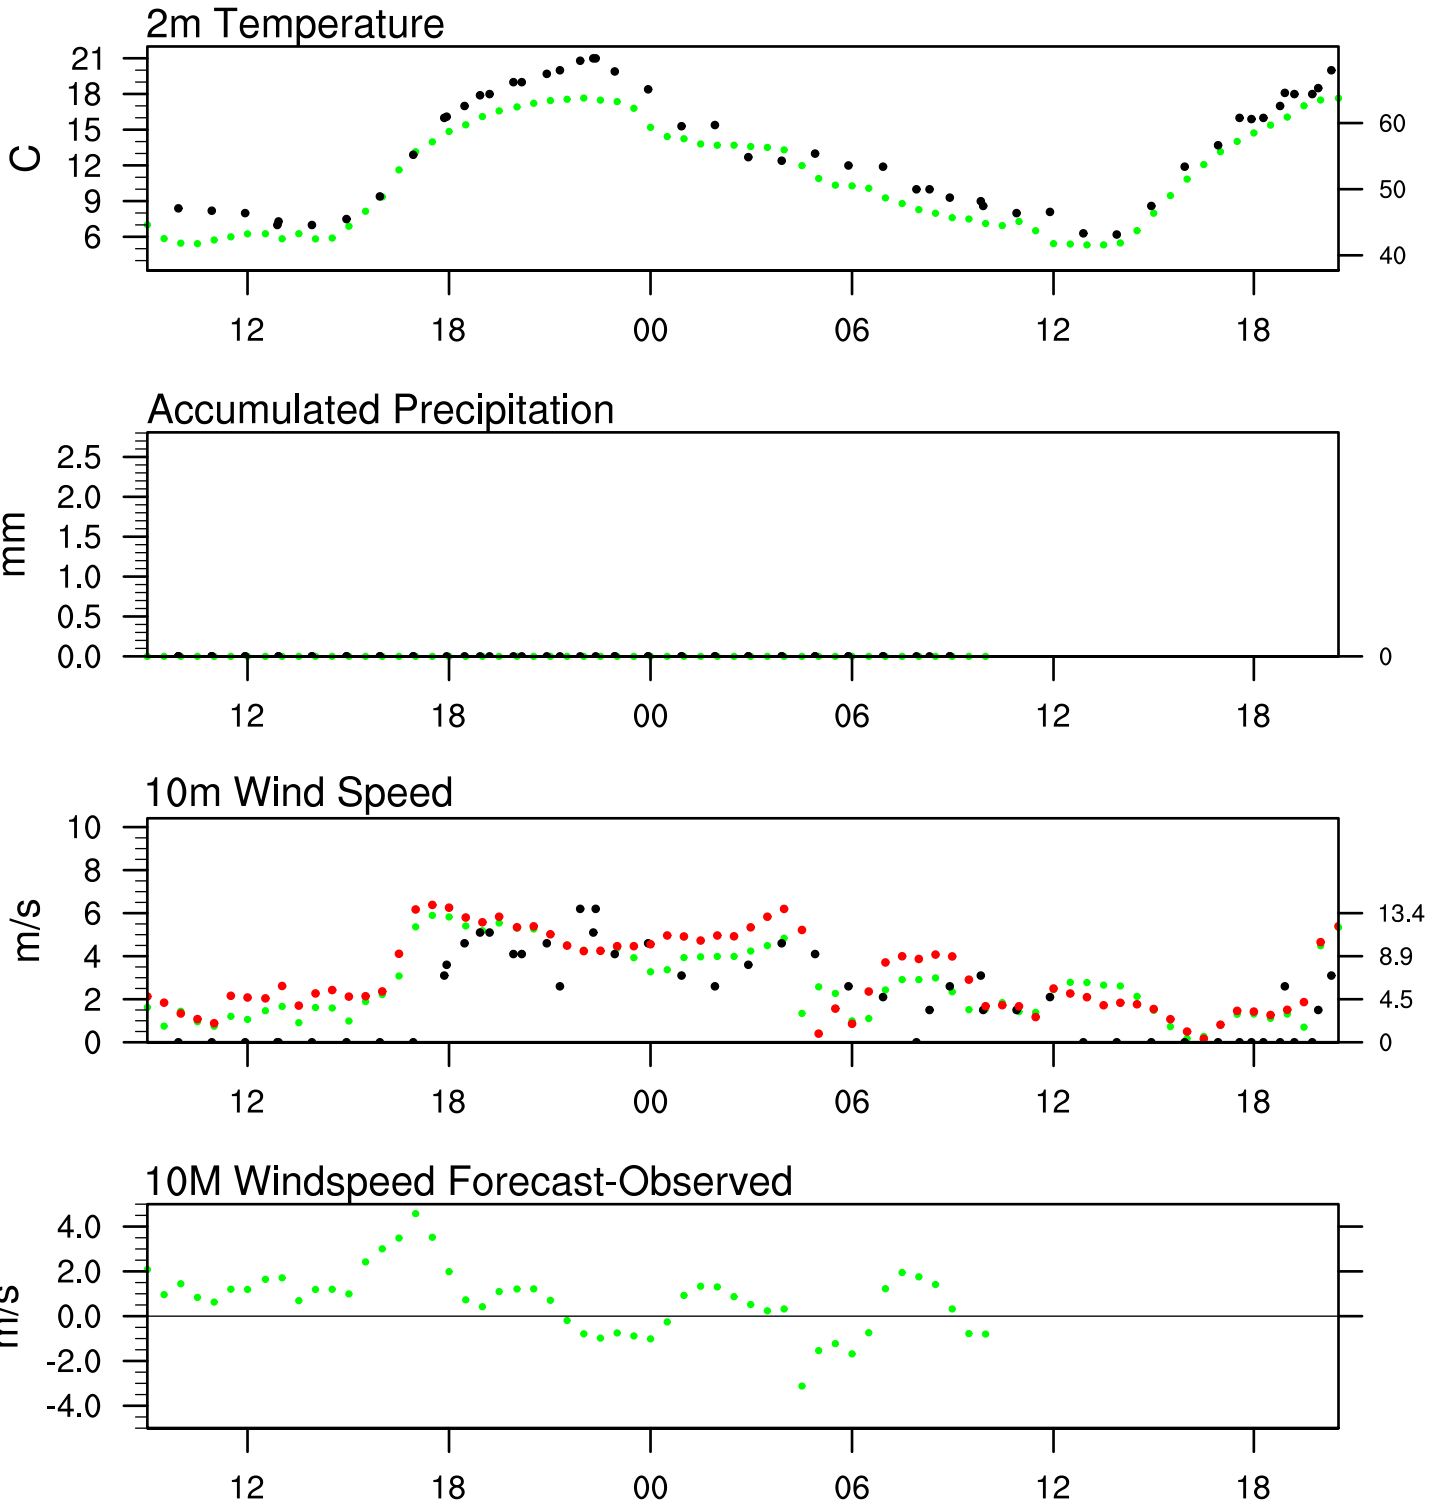 2m Temperature
21
18
15
12
9
6
C
60
50
40
12 18 00 06 12 18
Accumulated Precipitation
2.5
2.0
1.5
1.0
0.5
0.0
mm
0
12 18 00 06 12 18
10m Wind Speed
10
8
6
4
2
0
m/s
13.4
8.9
4.5
0
12 18 00 06 12 18
10M Windspeed Forecast-Observed
4.0
2.0
0.0
-2.0
-4.0
m/s
12 18 00 06 12 18